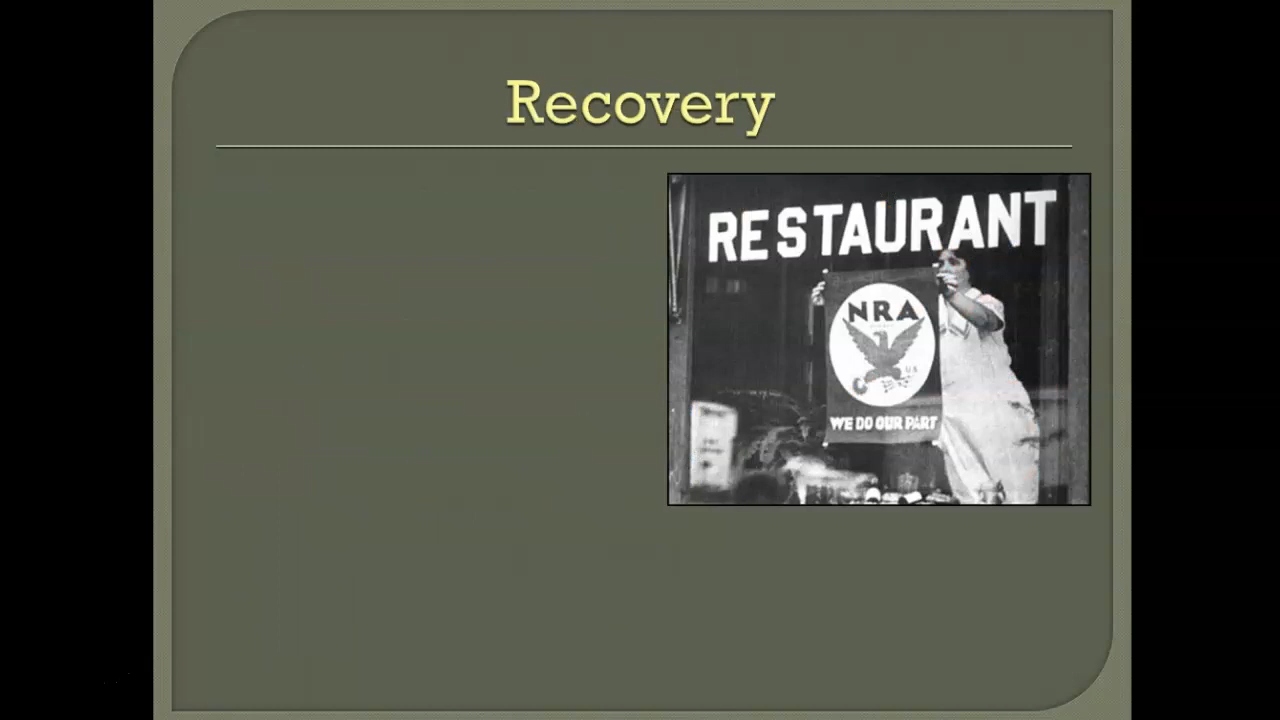 Recovery
RESTAURANT
NRA
U.S.
WE DO OUR PART